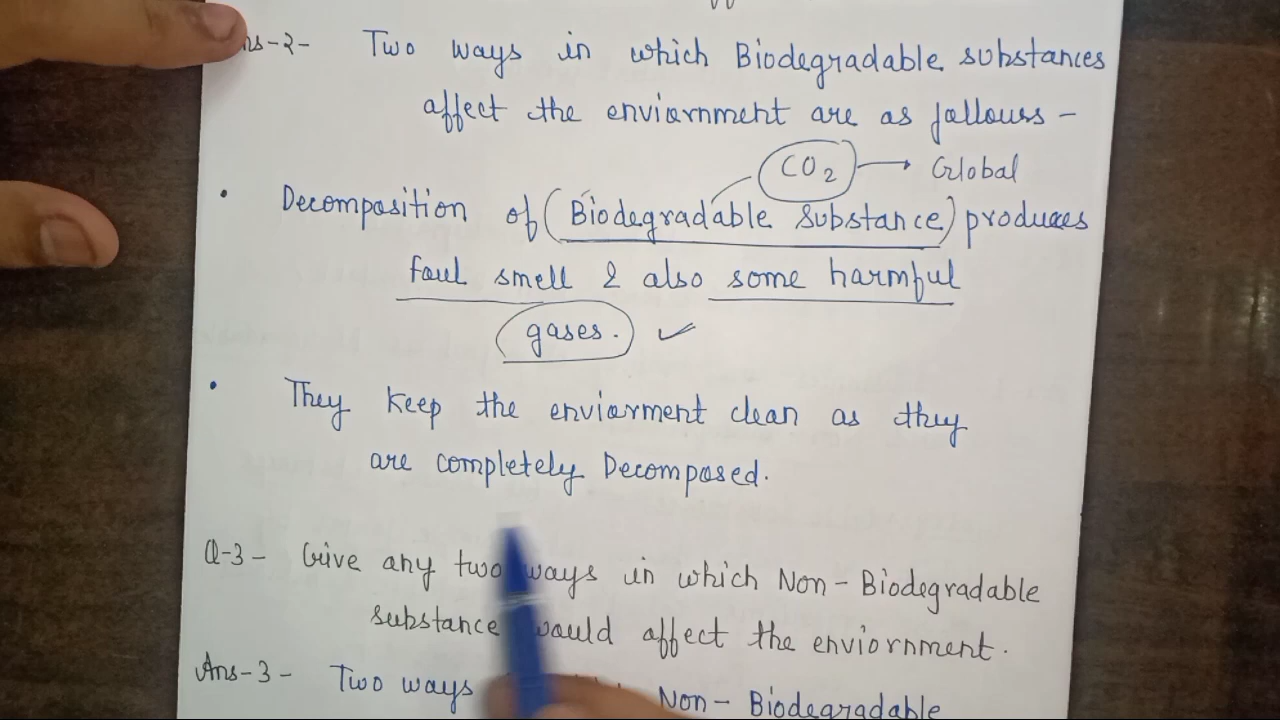 ns-2- Two ways in which Biodegradable substances
affect the enviornment are as follows -
CO2 → Global
• Decomposition of (Biodegradable Substance) produces
foul smell & also some harmful
gases. ✓
• They keep the enviorment clean as they
are completely Decomposed.
Q-3- Give any two ways in which Non-Biodegradable
substance would affect the enviornment.
Ans-3- Two ways Non-Biodegradable